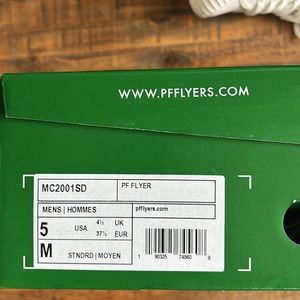 WWW.PFFLYERS.COM
MC2001SD PF FLYER
MENS | HOMMES pfflyers.com
5 USA 4½ UK
37½ EUR
M STNDRD | MOYEN
1 90325 74560 8